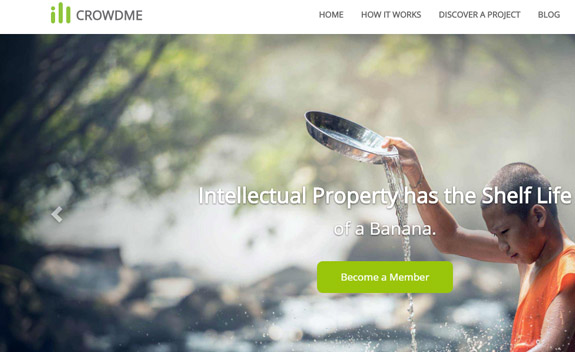 CROWDME
HOME HOW IT WORKS DISCOVER A PROJECT BLOG
Intellectual Property has the Shelf Life
of a Banana.
Become a Member